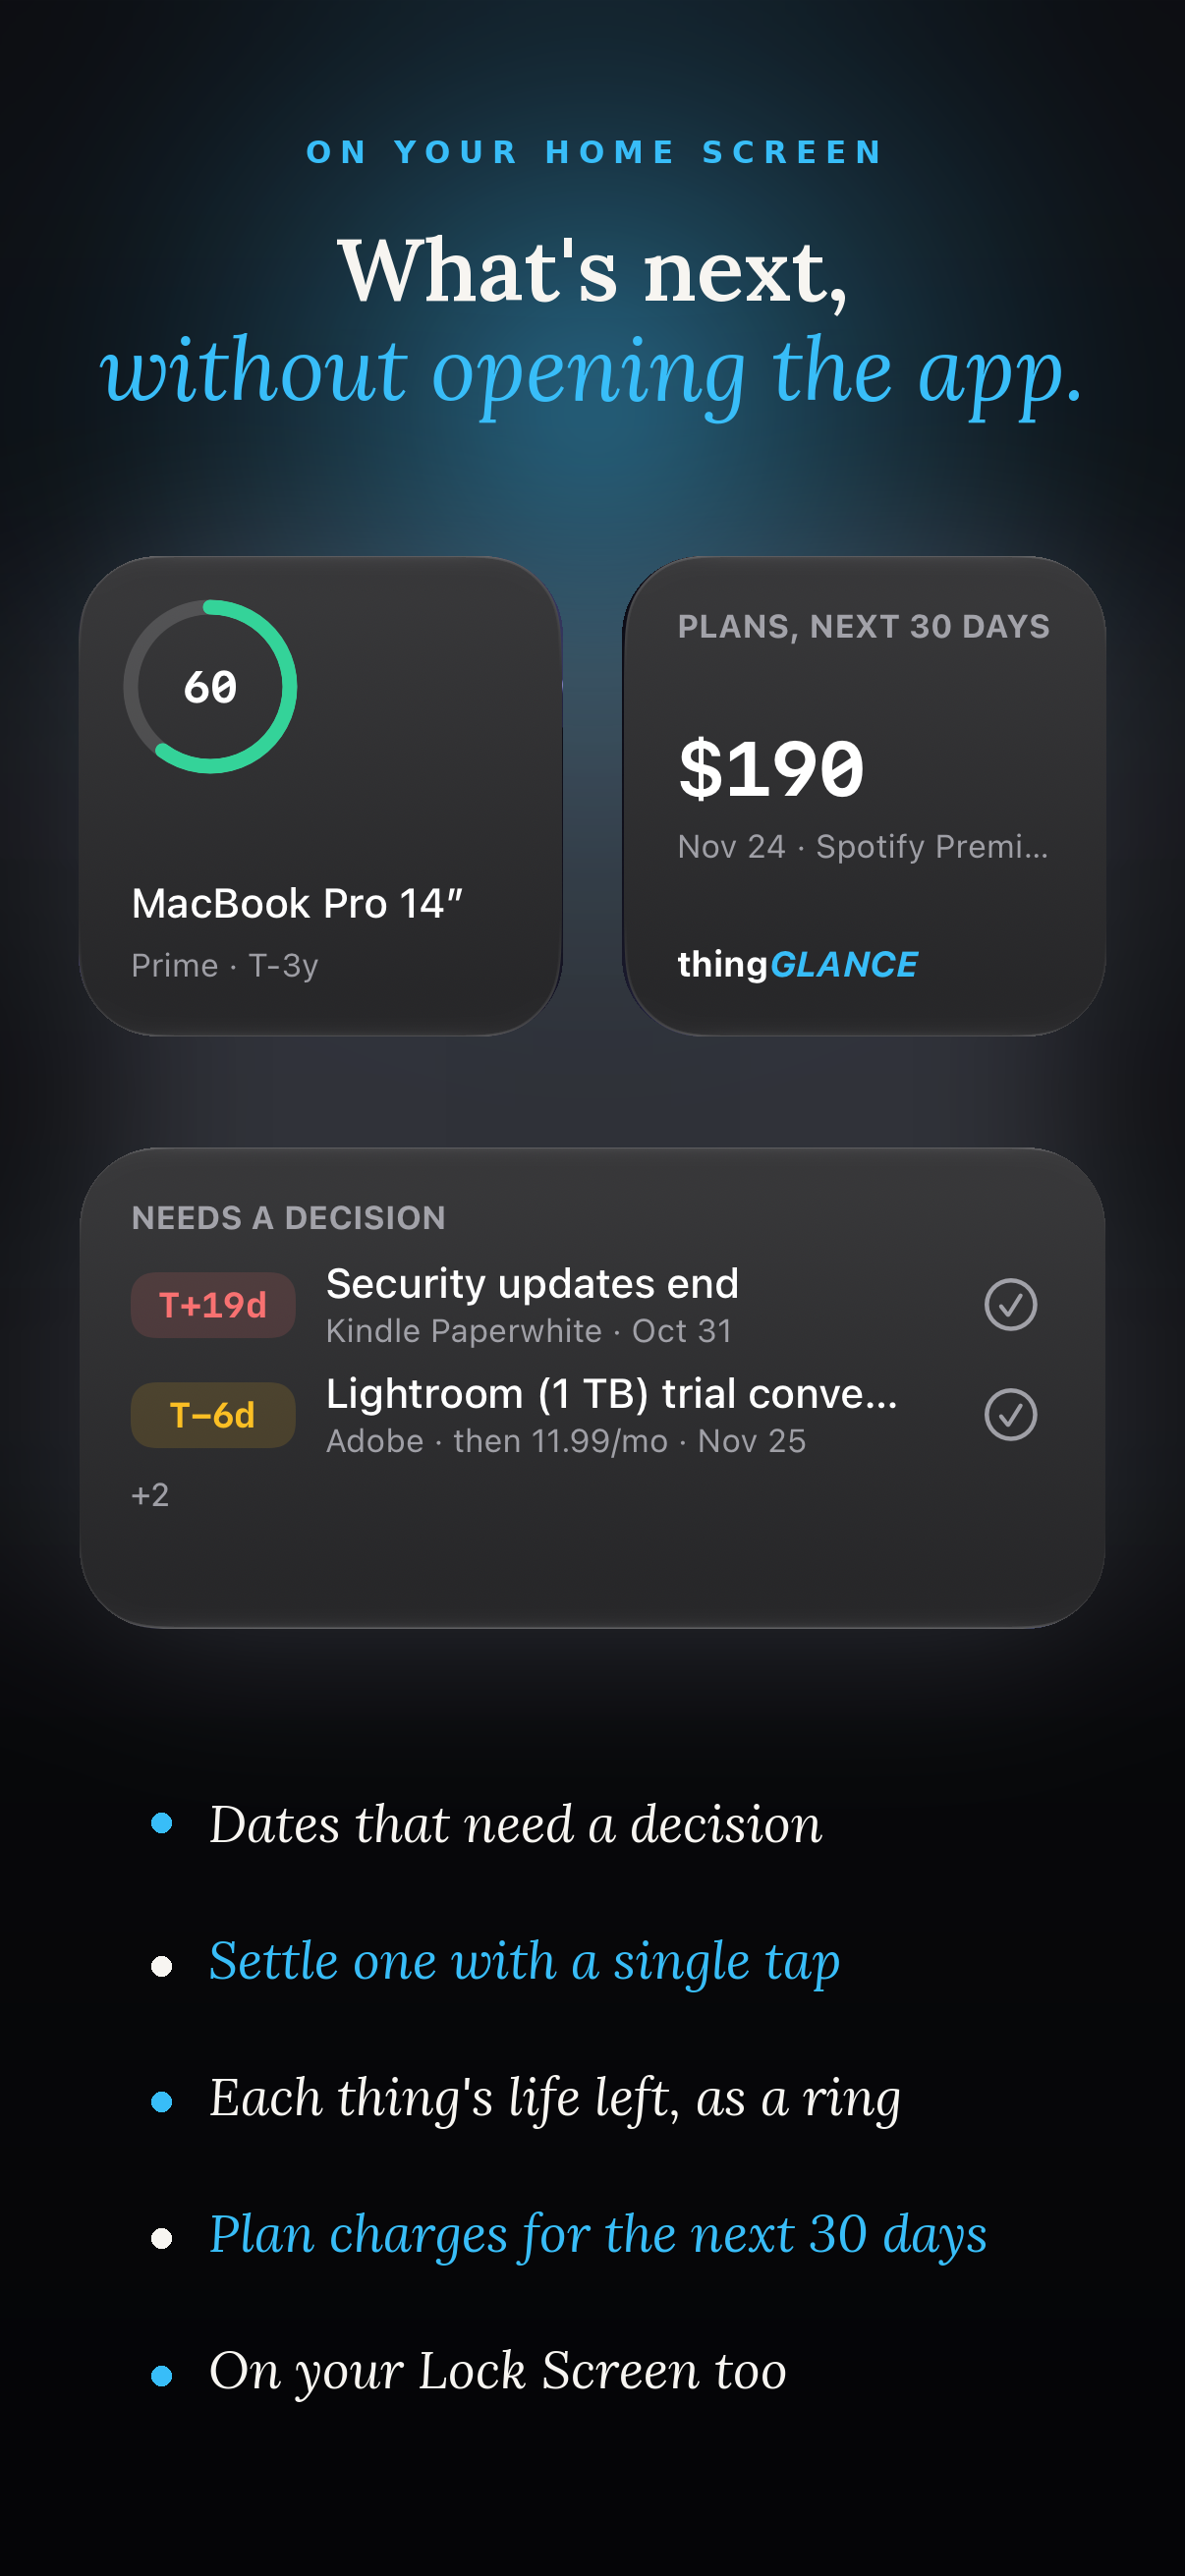 ON YOUR HOME SCREEN
What's next,
without opening the app.
60
MacBook Pro 14″
Prime · T-3y
PLANS, NEXT 30 DAYS
$190
Nov 24 · Spotify Premi...
thingGLANCE
NEEDS A DECISION
T+19d
Security updates end
Kindle Paperwhite · Oct 31
T−6d
Lightroom (1 TB) trial conve...
Adobe · then 11.99/mo · Nov 25
+2
Dates that need a decision
Settle one with a single tap
Each thing's life left, as a ring
Plan charges for the next 30 days
On your Lock Screen too